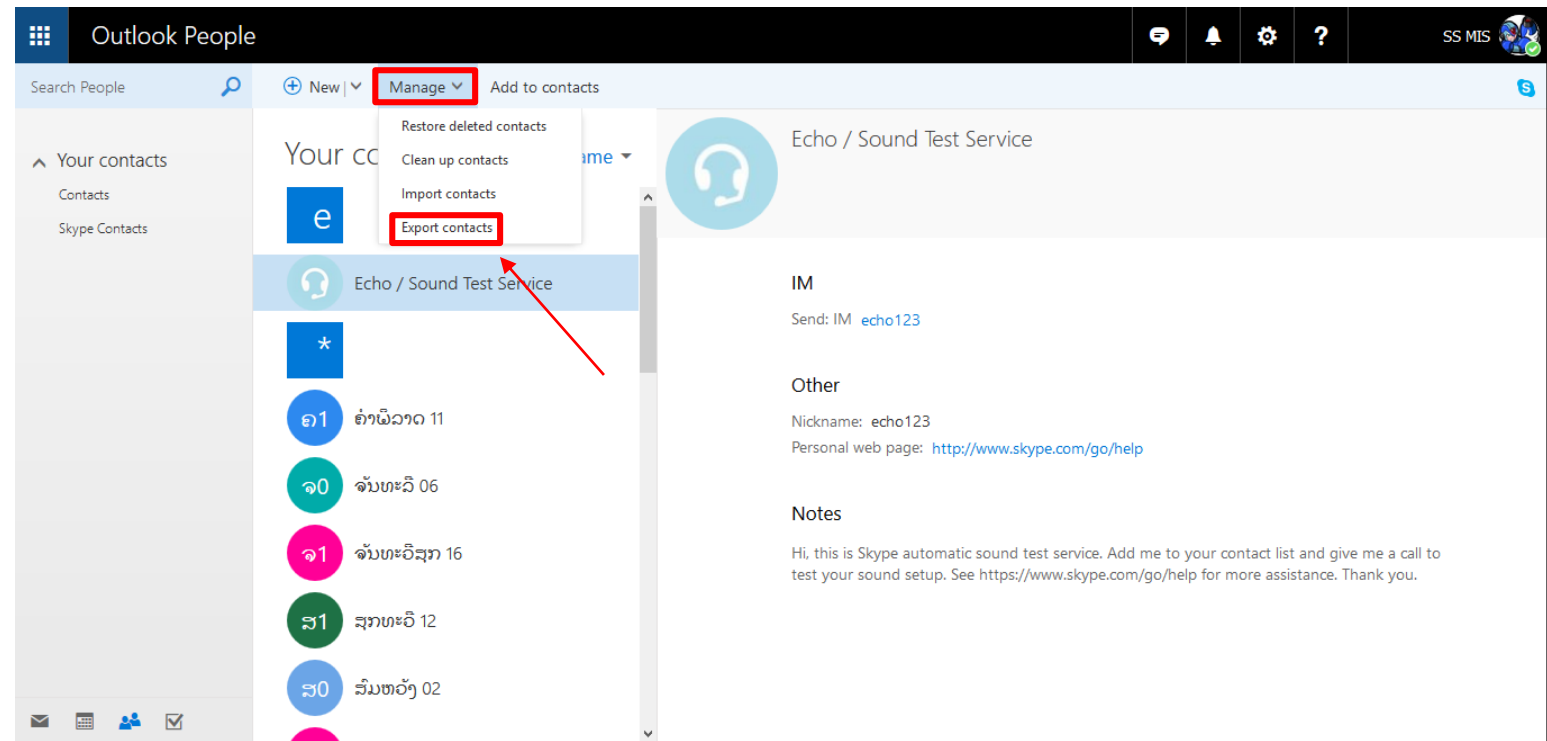 Outlook People
?
SS MIS
Search People
New
Manage
Add to contacts
Restore deleted contacts
Clean up contacts
Import contacts
Export contacts
Your contacts
Contacts
Skype Contacts
Your
e
Echo / Sound Test Service
*
ຄ1
ຄຳພິລາດ 11
ຈ0
ຈັນທະລີ 06
ຈ1
ຈັນທະວີສຸກ 16
ສ1
ສຸກທະວີ 12
ສ0
ສົມຫວັງ 02
Echo / Sound Test Service
IM
Send: IM echo123
Other
Nickname: echo123
Personal web page: http://www.skype.com/go/help
Notes
Hi, this is Skype automatic sound test service. Add me to your contact list and give me a call to
test your sound setup. See https://www.skype.com/go/help for more assistance. Thank you.